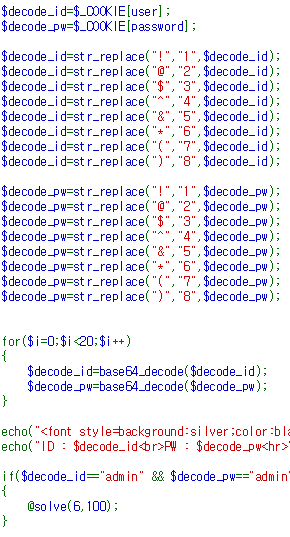 $decode_id=$_COOKIE[user];
$decode_pw=$_COOKIE[password];
$decode_id=str_replace("!","1",$decode_id);
$decode_id=str_replace("@","2",$decode_id);
$decode_id=str_replace("$","3",$decode_id);
$decode_id=str_replace("^","4",$decode_id);
$decode_id=str_replace("&","5",$decode_id);
$decode_id=str_replace("*","6",$decode_id);
$decode_id=str_replace("(","7",$decode_id);
$decode_id=str_replace(")","8",$decode_id);
$decode_pw=str_replace("!","1",$decode_pw);
$decode_pw=str_replace("@","2",$decode_pw);
$decode_pw=str_replace("$","3",$decode_pw);
$decode_pw=str_replace("^","4",$decode_pw);
$decode_pw=str_replace("&","5",$decode_pw);
$decode_pw=str_replace("*","6",$decode_pw);
$decode_pw=str_replace("(","7",$decode_pw);
$decode_pw=str_replace(")","8",$decode_pw);
for($i=0;$i<20;$i++)
{
$decode_id=base64_decode($decode_id);
$decode_pw=base64_decode($decode_pw);
}
echo("<font style=background:silver;color:bla
echo("ID : $decode_id<br>PW : $decode_pw<hr>"
if($decode_id=="admin" && $decode_pw=="admin"
{
@solve(6,100);
}